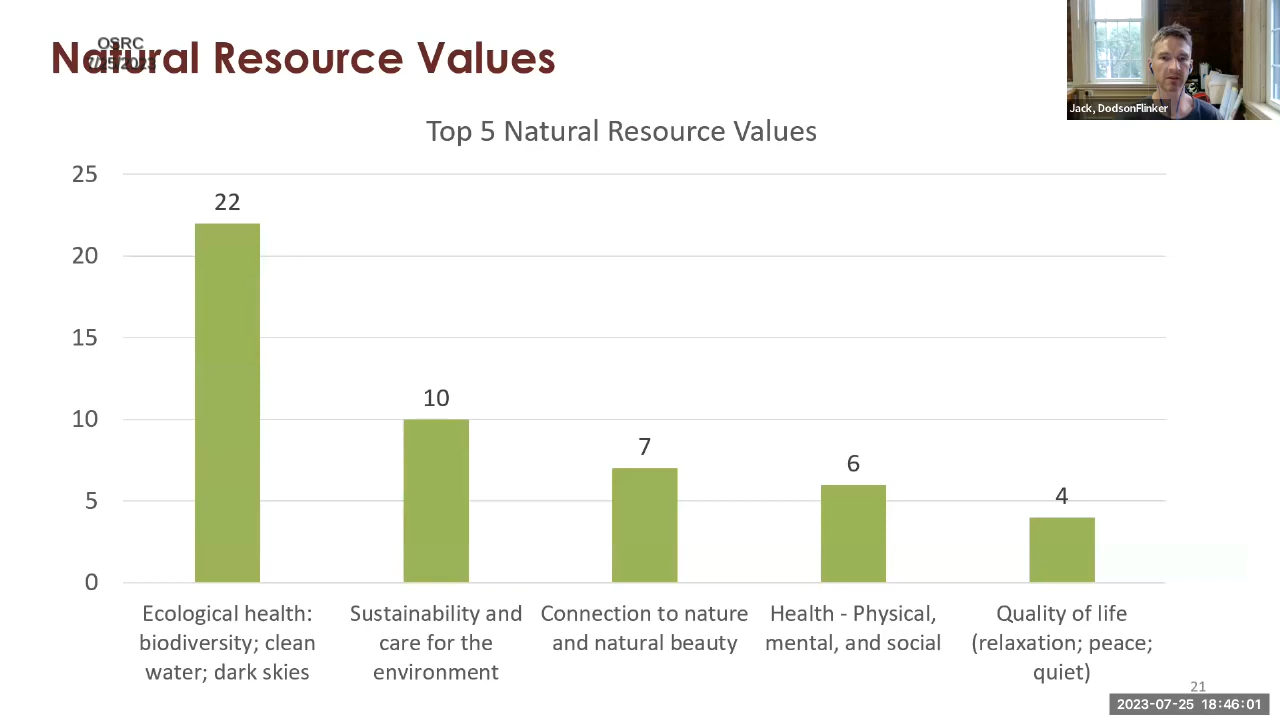 OSRC
7/25/2023
Natural Resource Values
Jack, DodsonFlinker
Top 5 Natural Resource Values
25
20
15
10
5
0
22
10
7
6
4
Ecological health:
biodiversity; clean
water; dark skies
Sustainability and
care for the
environment
Connection to nature
and natural beauty
Health - Physical,
mental, and social
Quality of life
(relaxation; peace;
quiet)
21
2023-07-25 18:46:01